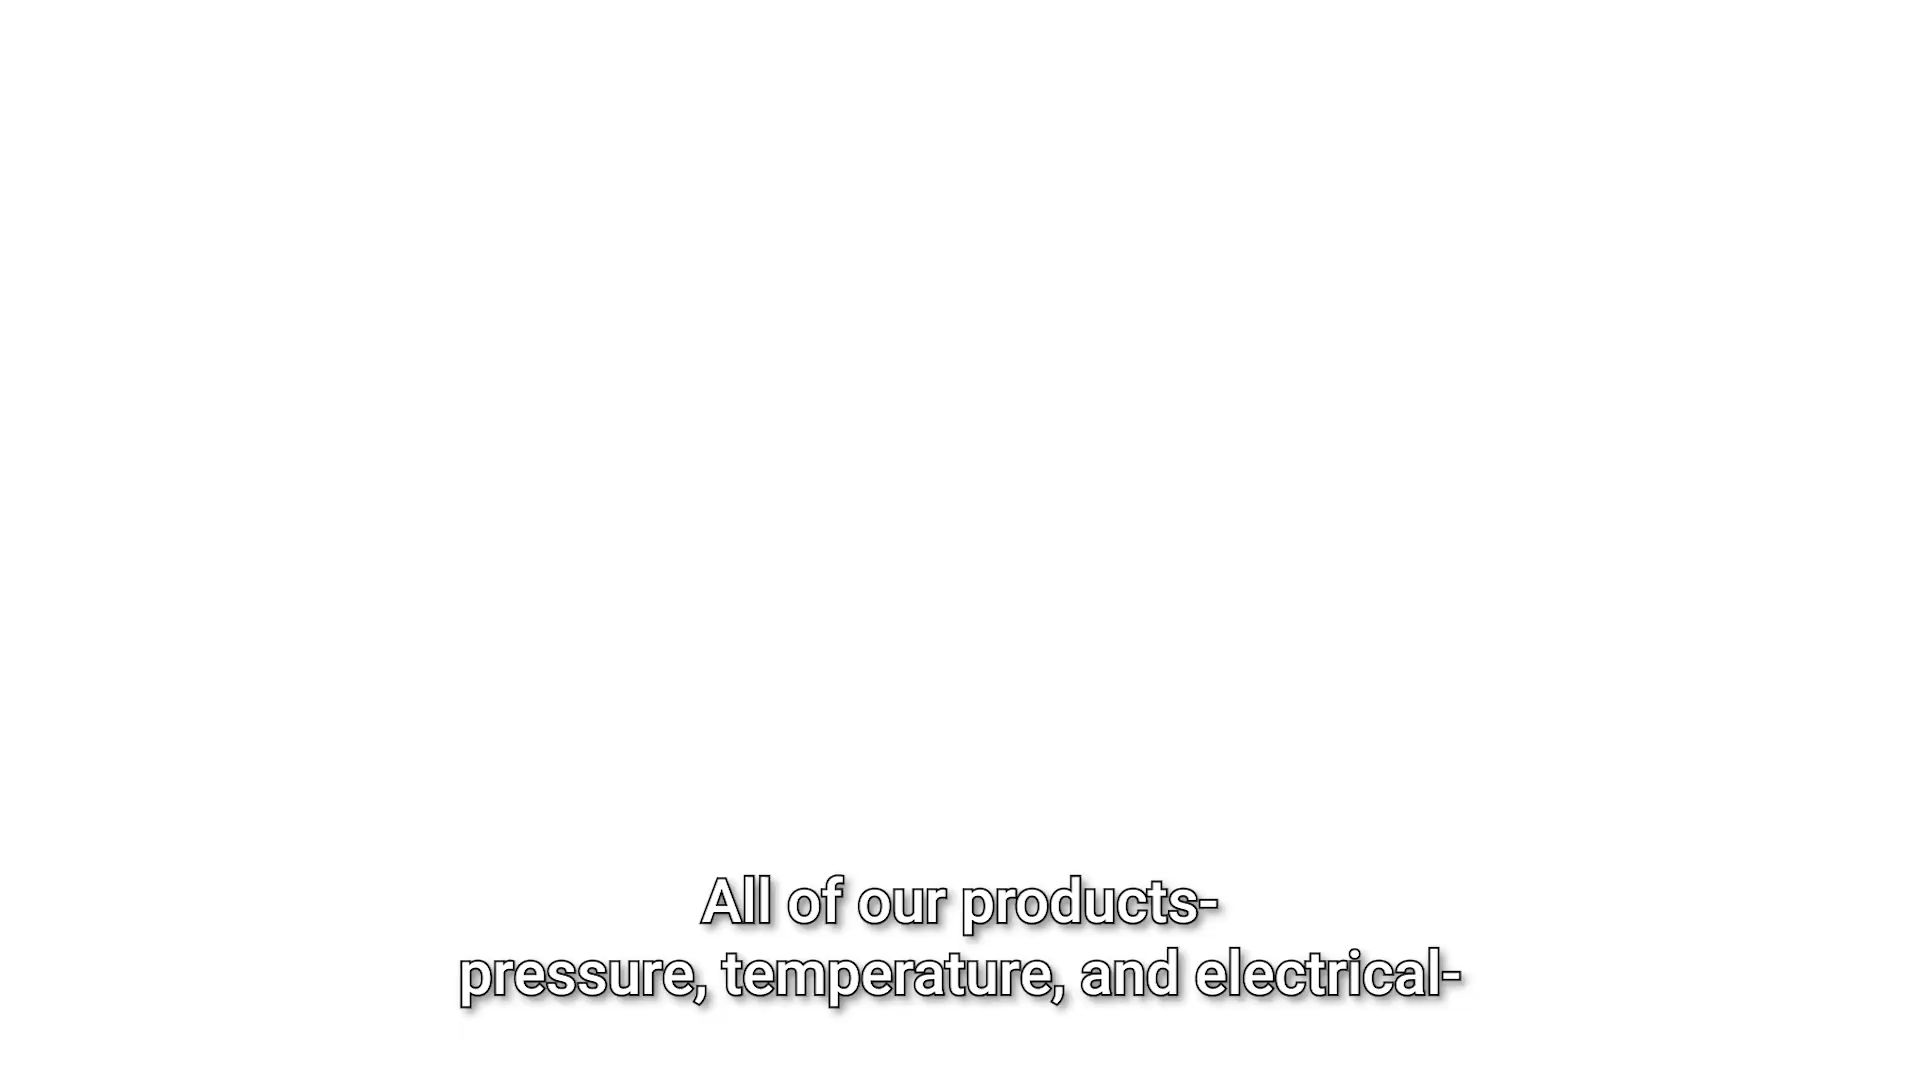 All of our products-
pressure, temperature, and electrical-